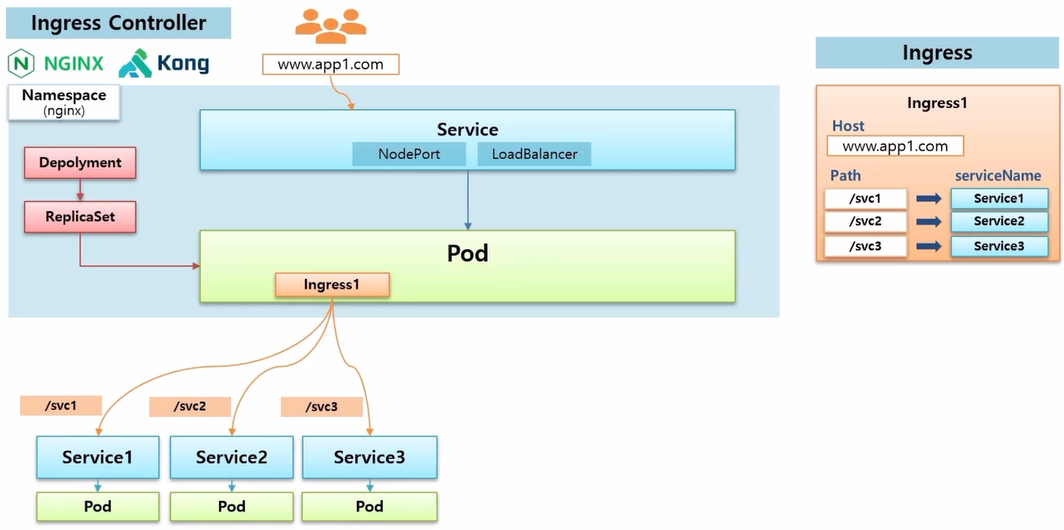 Ingress Controller
NGINX
Kong
www.app1.com
Namespace
(nginx)
Service
NodePort
LoadBalancer
Depolyment
ReplicaSet
Pod
Ingress1
/svc1
/svc2
/svc3
Service1
Service2
Service3
Pod
Pod
Pod
Ingress
Ingress1
Host
www.app1.com
Path
serviceName
/svc1
Service1
/svc2
Service2
/svc3
Service3